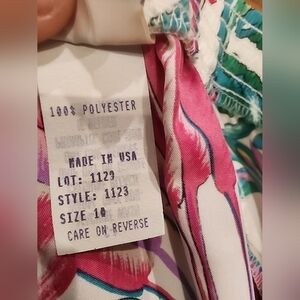 100% POLYESTER
MADE IN USA
LOT: 1129
STYLE: 1123
SIZE 10
CARE ON REVERSE